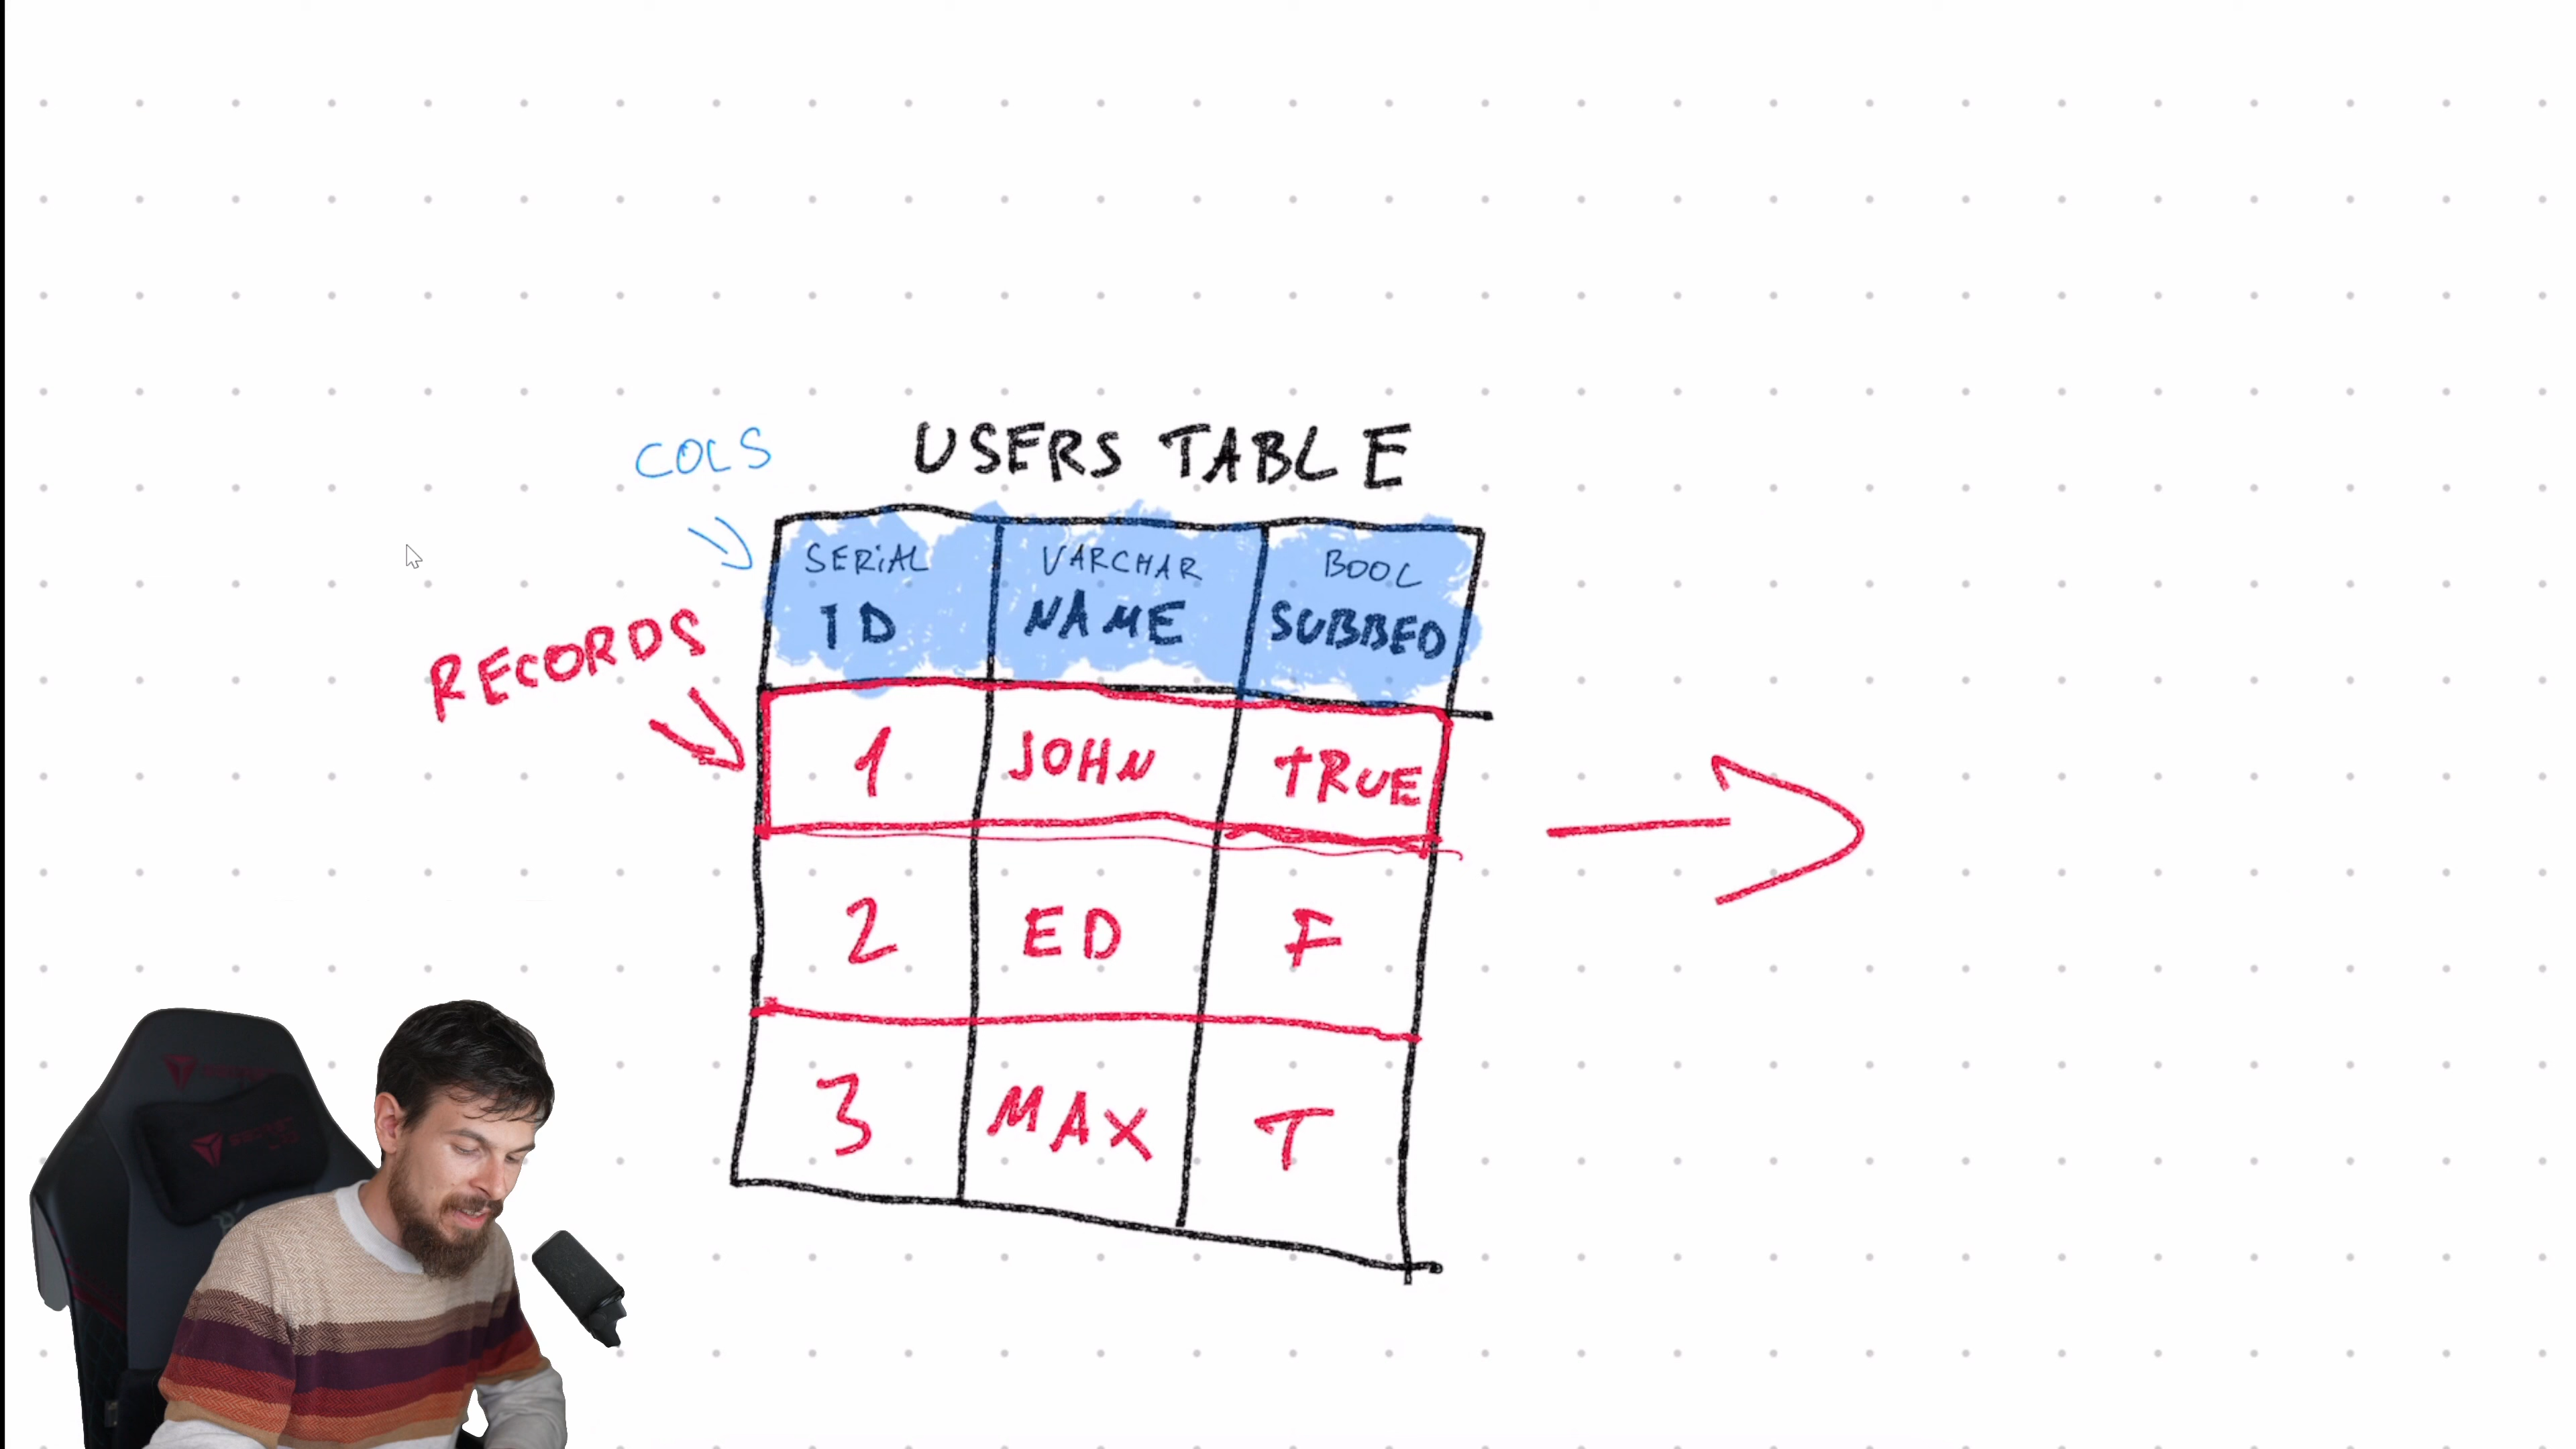 COLS
USERS TABLE
SERIAL VARCHAR BOOL
ID NAME SUBBED
RECORDS
1 JOHN TRUE
2 ED F
3 MAX T